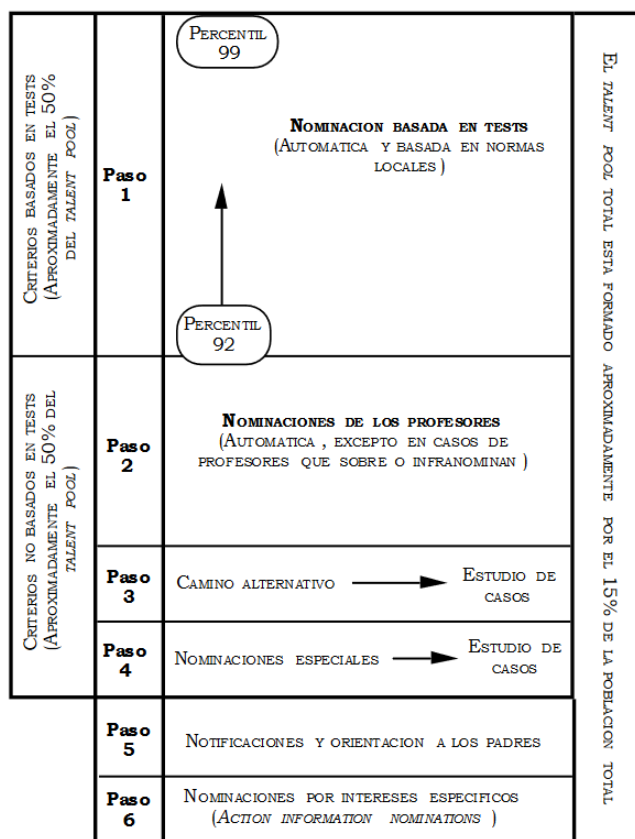 CRITERIOS BASADOS EN TESTS
(APROXIMADAMENTE EL 50%
DEL TALENT POOL)
Paso
1
PERCENTIL
99
NOMINACION BASADA EN TESTS
(AUTOMATICA Y BASADA EN NORMAS
LOCALES )
PERCENTIL
92
CRITERIOS NO BASADOS EN TESTS
(APROXIMADAMENTE EL 50% DEL
TALENT POOL)
Paso
2
NOMINACIONES DE LOS PROFESORES
(AUTOMATICA , EXCEPTO EN CASOS DE
PROFESORES QUE SOBRE O INFRANOMINAN )
Paso
3
CAMINO ALTERNATIVO
ESTUDIO DE
CASOS
Paso
4
NOMINACIONES ESPECIALES
ESTUDIO DE
CASOS
Paso
5
NOTIFICACIONES Y ORIENTACION A LOS PADRES
Paso
6
NOMINACIONES POR INTERESES ESPECIFICOS
(ACTION INFORMATION NOMINATIONS )
EL TALENT POOL TOTAL ESTA FORMADO APROXIMADAMENTE POR EL 15% DE LA POBLACION TOTAL